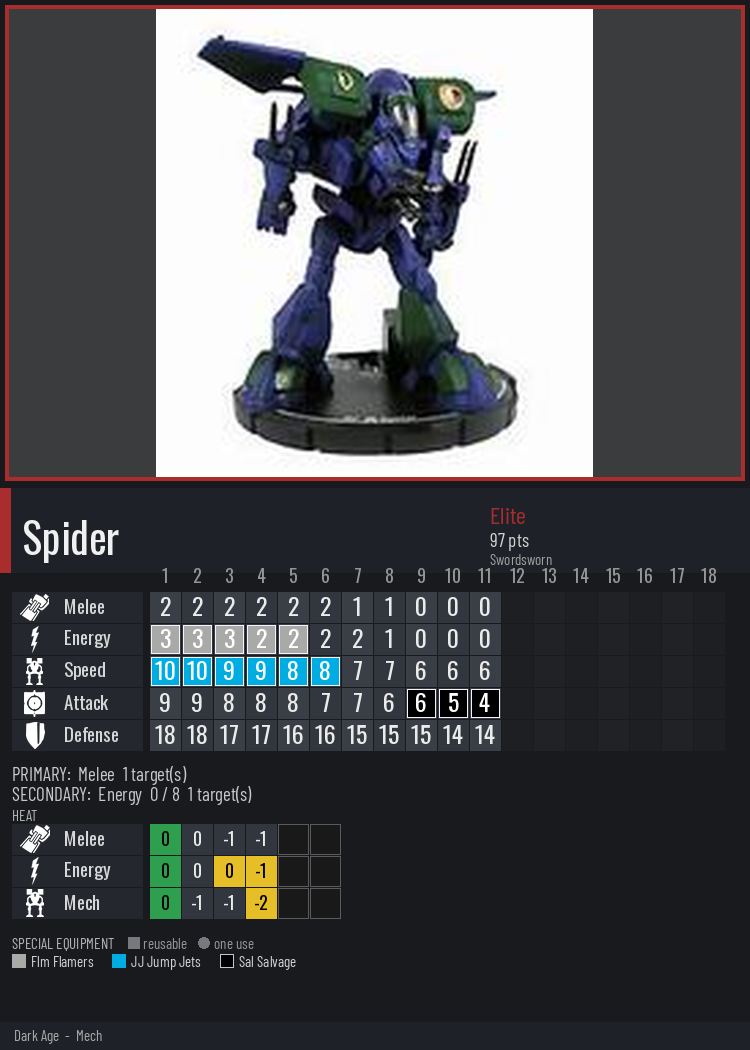 Spider
Elite
97 pts
Swordsworn
1 2 3 4 5 6 7 8 9 10 11 12 13 14 15 16 17 18
Melee 2 2 2 2 2 2 1 1 0 0 0
Energy 3 3 3 2 2 2 2 1 0 0 0
Speed 10 10 9 9 8 8 7 7 6 6 6
Attack 9 9 8 8 8 7 7 6 6 5 4
Defense 18 18 17 17 16 16 15 15 15 14 14
PRIMARY: Melee 1 target(s)
SECONDARY: Energy 0 / 8 1 target(s)
HEAT
Melee 0 0 -1 -1
Energy 0 0 0 -1
Mech 0 -1 -1 -2
SPECIAL EQUIPMENT reusable one use
Flm Flamers JJ Jump Jets Sal Salvage
Dark Age - Mech